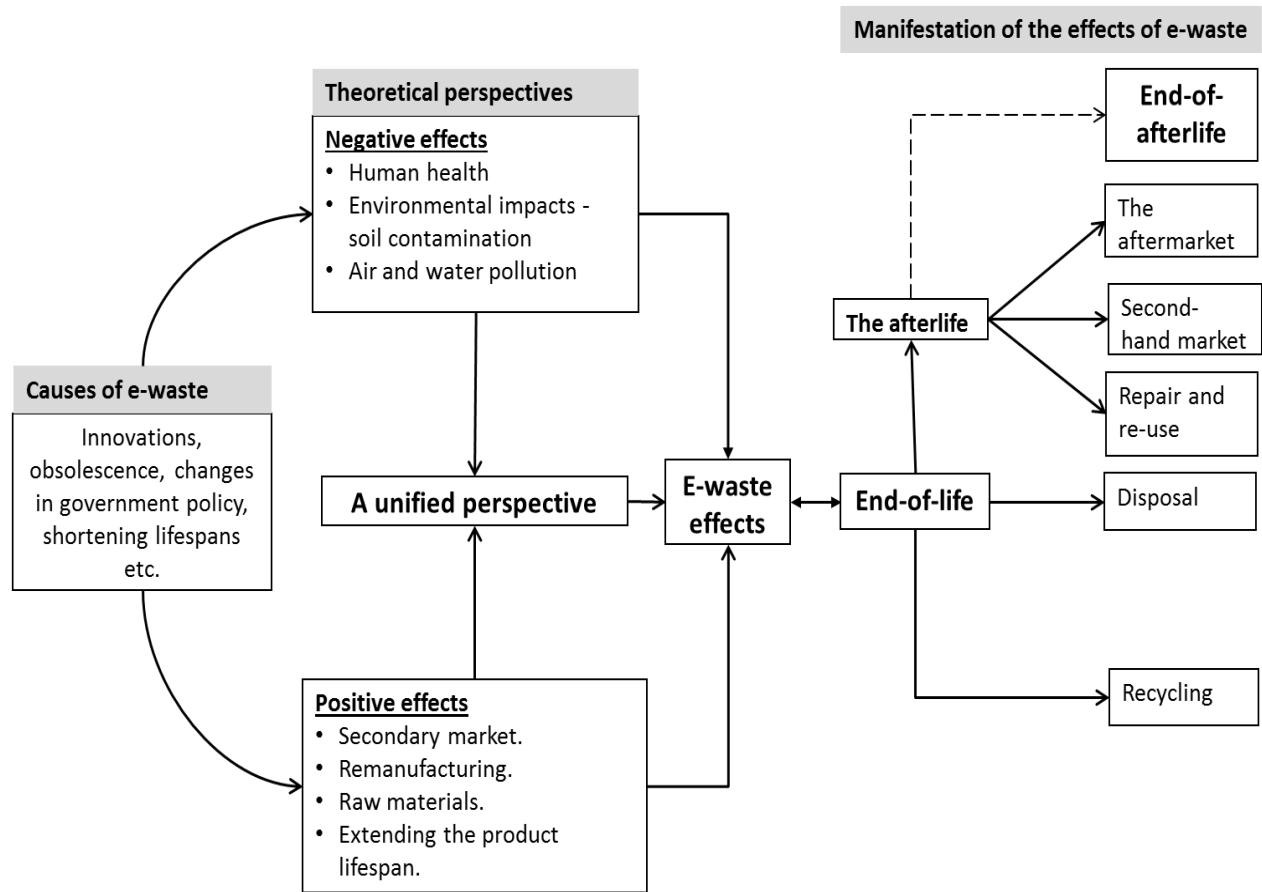 Manifestation of the effects of e-waste
Theoretical perspectives
Negative effects
• Human health
• Environmental impacts -
soil contamination
• Air and water pollution
Causes of e-waste
Innovations,
obsolescence, changes
in government policy,
shortening lifespans
etc.
A unified perspective
Positive effects
• Secondary market.
• Remanufacturing.
• Raw materials.
• Extending the product
lifespan.
E-waste
effects
End-of-life
The afterlife
End-of-
afterlife
The
aftermarket
Second-
hand market
Repair and
re-use
Disposal
Recycling